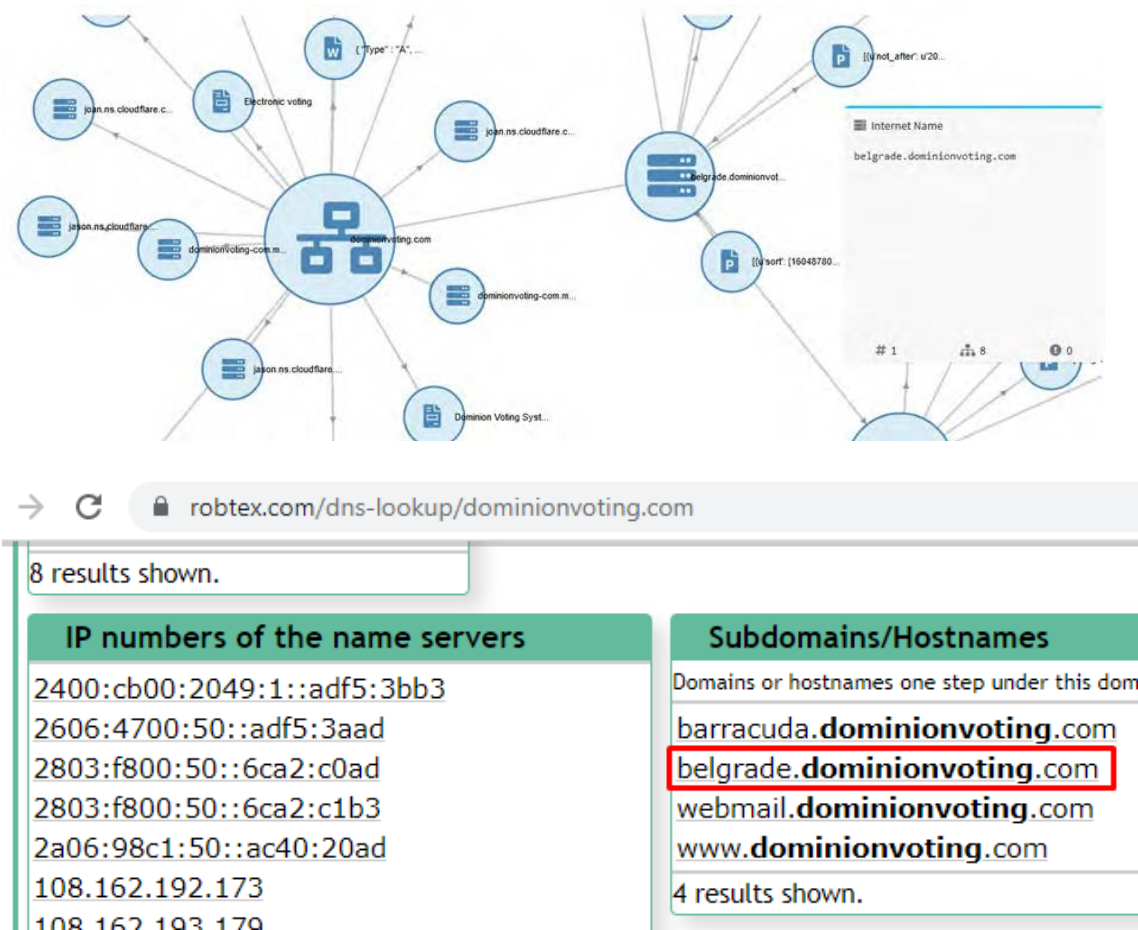 { "Type" : "A", ...
[{u'not_after': u'20...
Electronic voting
joan.ns.cloudflare.c...
joan.ns.cloudflare.c...
Internet Name
belgrade.dominionvoting.com
belgrade.dominionvot...
jason.ns.cloudflare....
dominionvoting-com.m...
dominionvoting.com
[{u'sort': [16048780...
dominionvoting-com.m...
# 1
8
0
jason.ns.cloudflare....
Dominion Voting Syst...
robtex.com/dns-lookup/dominionvoting.com
8 results shown.
IP numbers of the name servers
2400:cb00:2049:1::adf5:3bb3
2606:4700:50::adf5:3aad
2803:f800:50::6ca2:c0ad
2803:f800:50::6ca2:c1b3
2a06:98c1:50::ac40:20ad
108.162.192.173
108.162.193.179
Subdomains/Hostnames
Domains or hostnames one step under this dom
barracuda.dominionvoting.com
belgrade.dominionvoting.com
webmail.dominionvoting.com
www.dominionvoting.com
4 results shown.